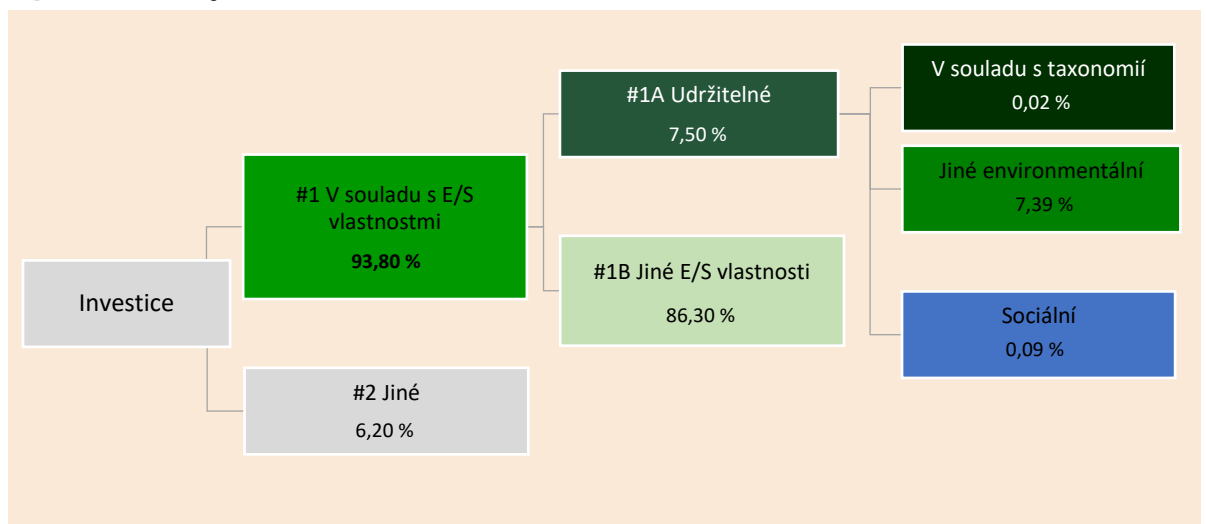 Investice
#1 V souladu s E/S
vlastnostmi
93,80 %
#2 Jiné
6,20 %
#1A Udržitelné
7,50 %
#1B Jiné E/S vlastnosti
86,30 %
V souladu s taxonomií
0,02 %
Jiné environmentální
7,39 %
Sociální
0,09 %